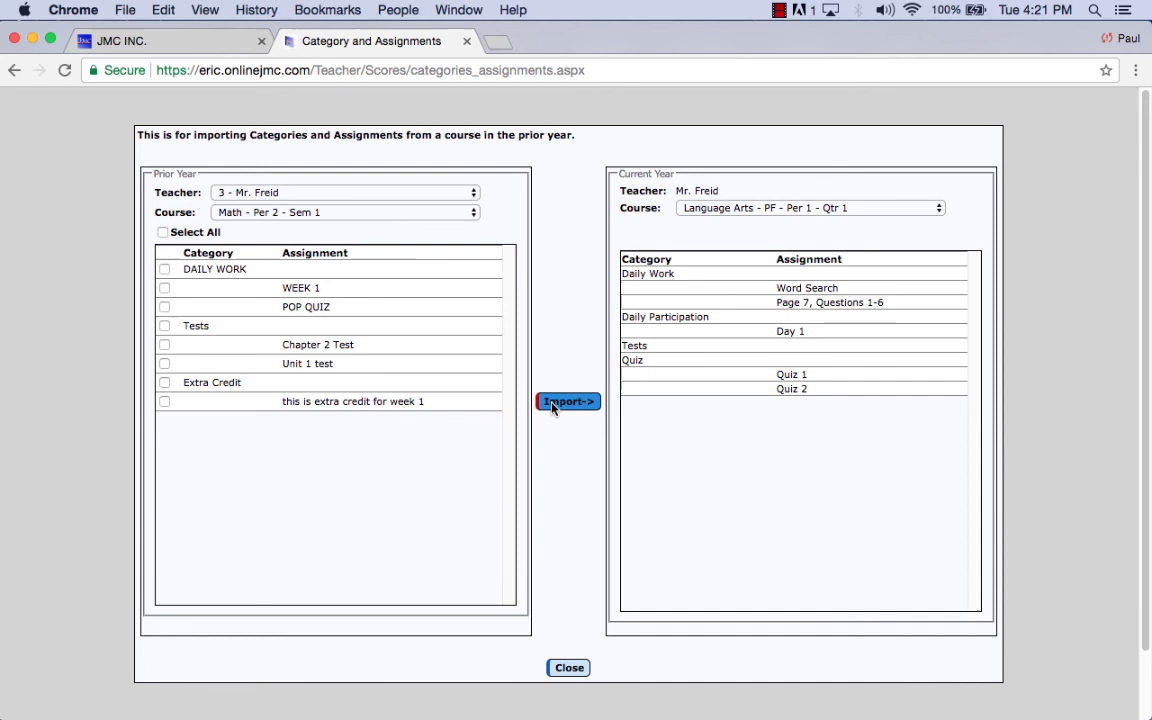 Chrome File Edit View History Bookmarks People Window Help 1 100% Tue 4:21 PM
JMC INC. Category and Assignments Paul
Secure https://eric.onlinejmc.com/Teacher/Scores/categories_assignments.aspx
This is for importing Categories and Assignments from a course in the prior year.
Prior Year
Teacher: 3 - Mr. Freid
Course: Math - Per 2 - Sem 1
Select All
Category Assignment
DAILY WORK
WEEK 1
POP QUIZ
Tests
Chapter 2 Test
Unit 1 test
Extra Credit
this is extra credit for week 1
Import->
Current Year
Teacher: Mr. Freid
Course: Language Arts - PF - Per 1 - Qtr 1
Category Assignment
Daily Work
Word Search
Page 7, Questions 1-6
Daily Participation
Day 1
Tests
Quiz
Quiz 1
Quiz 2
Close